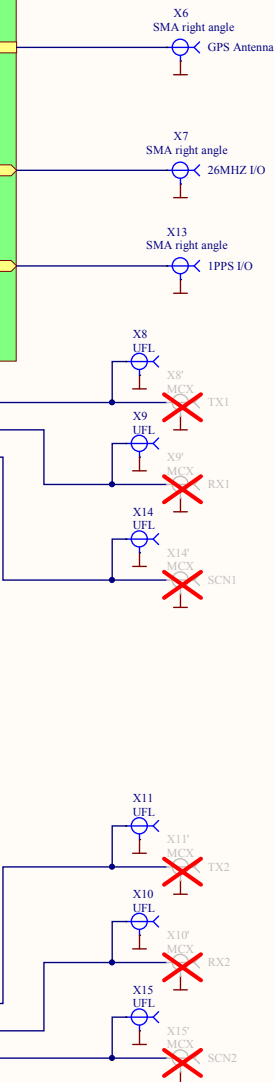 X6
SMA right angle
GPS Antenna
X7
SMA right angle
26MHZ I/O
X13
SMA right angle
1PPS I/O
X8
UFL
X8'
MCX
TX1
X9
UFL
X9'
MCX
RX1
X14
UFL
X14'
MCX
SCN1
X11
UFL
X11'
MCX
TX2
X10
UFL
X10'
MCX
RX2
X15
UFL
X15'
MCX
SCN2